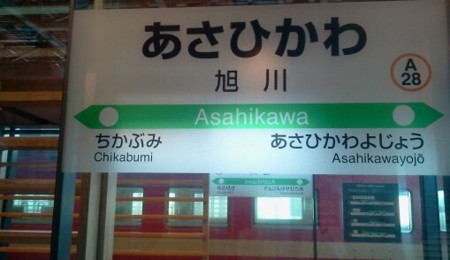 あさひかわ
旭川
A
28
Asahikawa
ちかぶみ
Chikabumi
あさひかわよじょう
Asahikawayojō